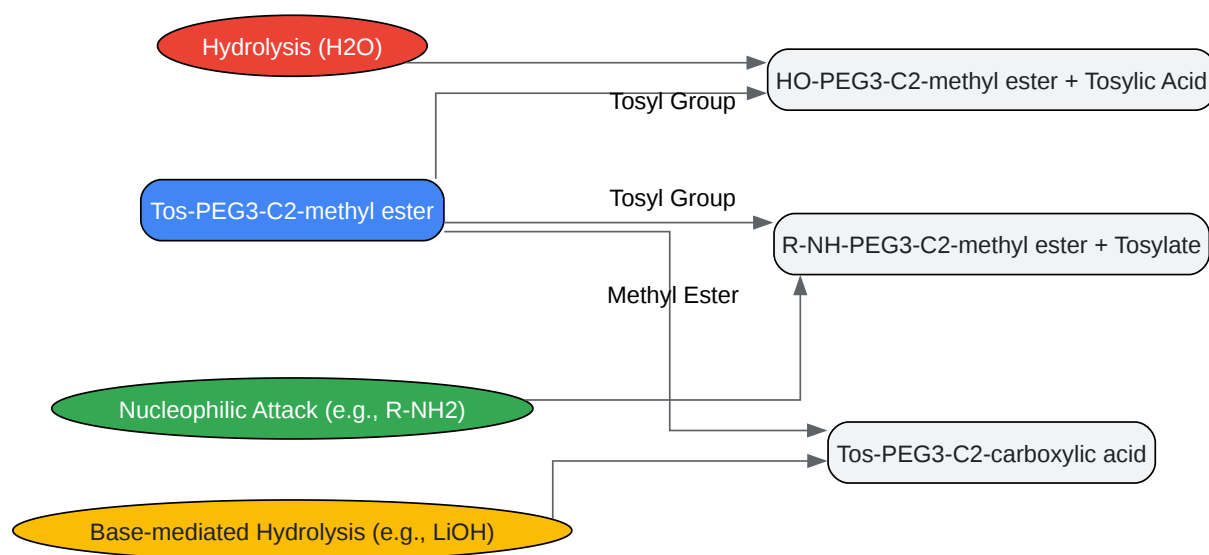 Hydrolysis (H2O)
HO-PEG3-C2-methyl ester + Tosylic Acid
Tosyl Group
Tos-PEG3-C2-methyl ester
Tosyl Group
R-NH-PEG3-C2-methyl ester + Tosylate
Methyl Ester
Nucleophilic Attack (e.g., R-NH2)
Tos-PEG3-C2-carboxylic acid
Base-mediated Hydrolysis (e.g., LiOH)